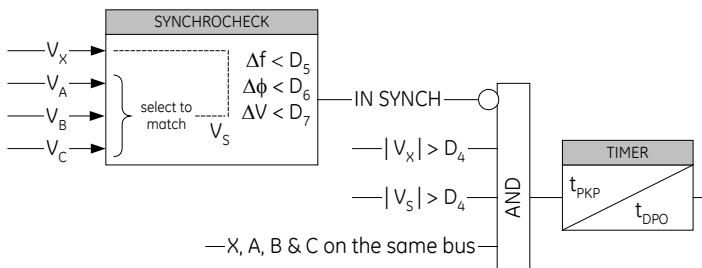 SYNCHROCHECK
V_X
V_A
V_B
V_C
select to
match
V_S
Δf < D_5
Δϕ < D_6
ΔV < D_7
IN SYNCH
|V_X| > D_4
|V_S| > D_4
X, A, B & C on the same bus
AND
TIMER
t_PKP
t_DPO